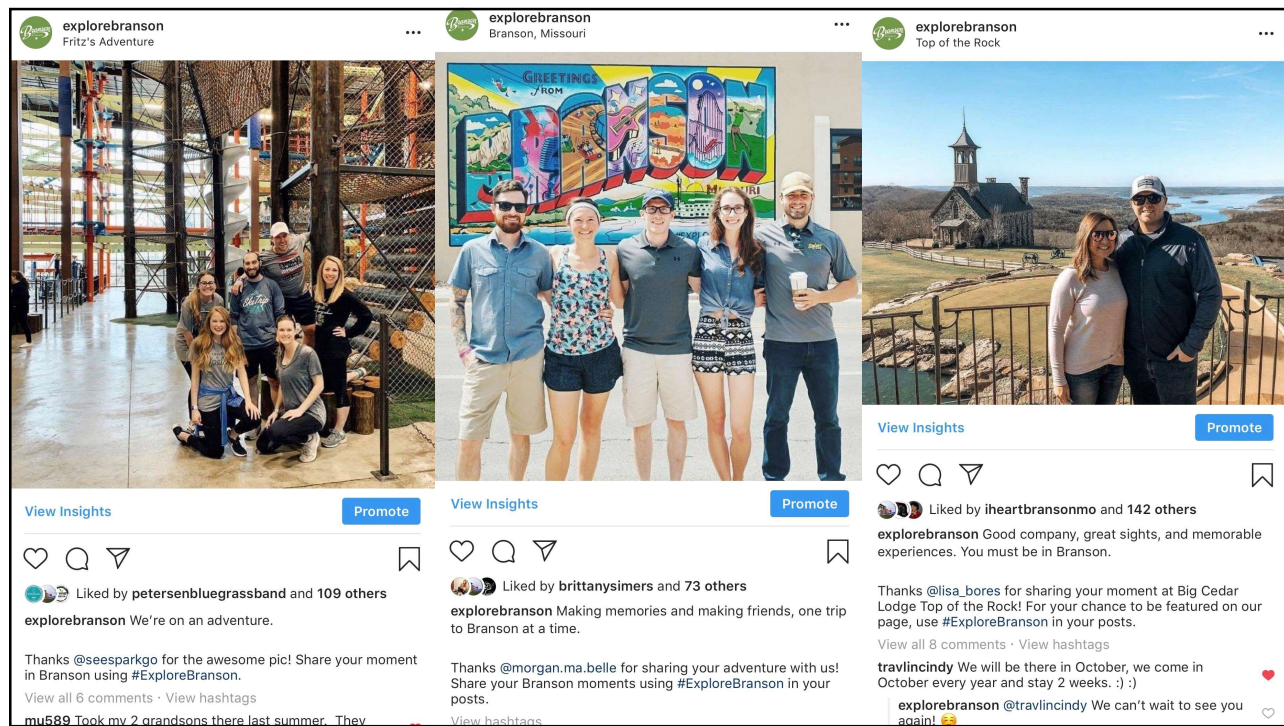 Branson
explorebranson
Fritz's Adventure
Ski Trip
View Insights
Promote
Liked by petersenbluegrassband and 109 others
explorebranson We're on an adventure.
Thanks @seesparkgo for the awesome pic! Share your moment
in Branson using #ExploreBranson.
View all 6 comments · View hashtags
mu589 Took my 2 grandsons there last summer. They
Branson
explorebranson
Branson, Missouri
GREETINGS
FROM
BRANSON
MISSOURI
View Insights
Promote
Liked by brittanysimers and 73 others
explorebranson Making memories and making friends, one trip
to Branson at a time.
Thanks @morgan.ma.belle for sharing your adventure with us!
Share your Branson moments using #ExploreBranson in your
posts.
View hashtags
Branson
explorebranson
Top of the Rock
View Insights
Promote
Liked by iheartbransonmo and 142 others
explorebranson Good company, great sights, and memorable
experiences. You must be in Branson.
Thanks @lisa_bores for sharing your moment at Big Cedar
Lodge Top of the Rock! For your chance to be featured on our
page, use #ExploreBranson in your posts.
View all 8 comments · View hashtags
travlincindy We will be there in October, we come in
October every year and stay 2 weeks. :) :)
explorebranson @travlincindy We can't wait to see you
again! 😄